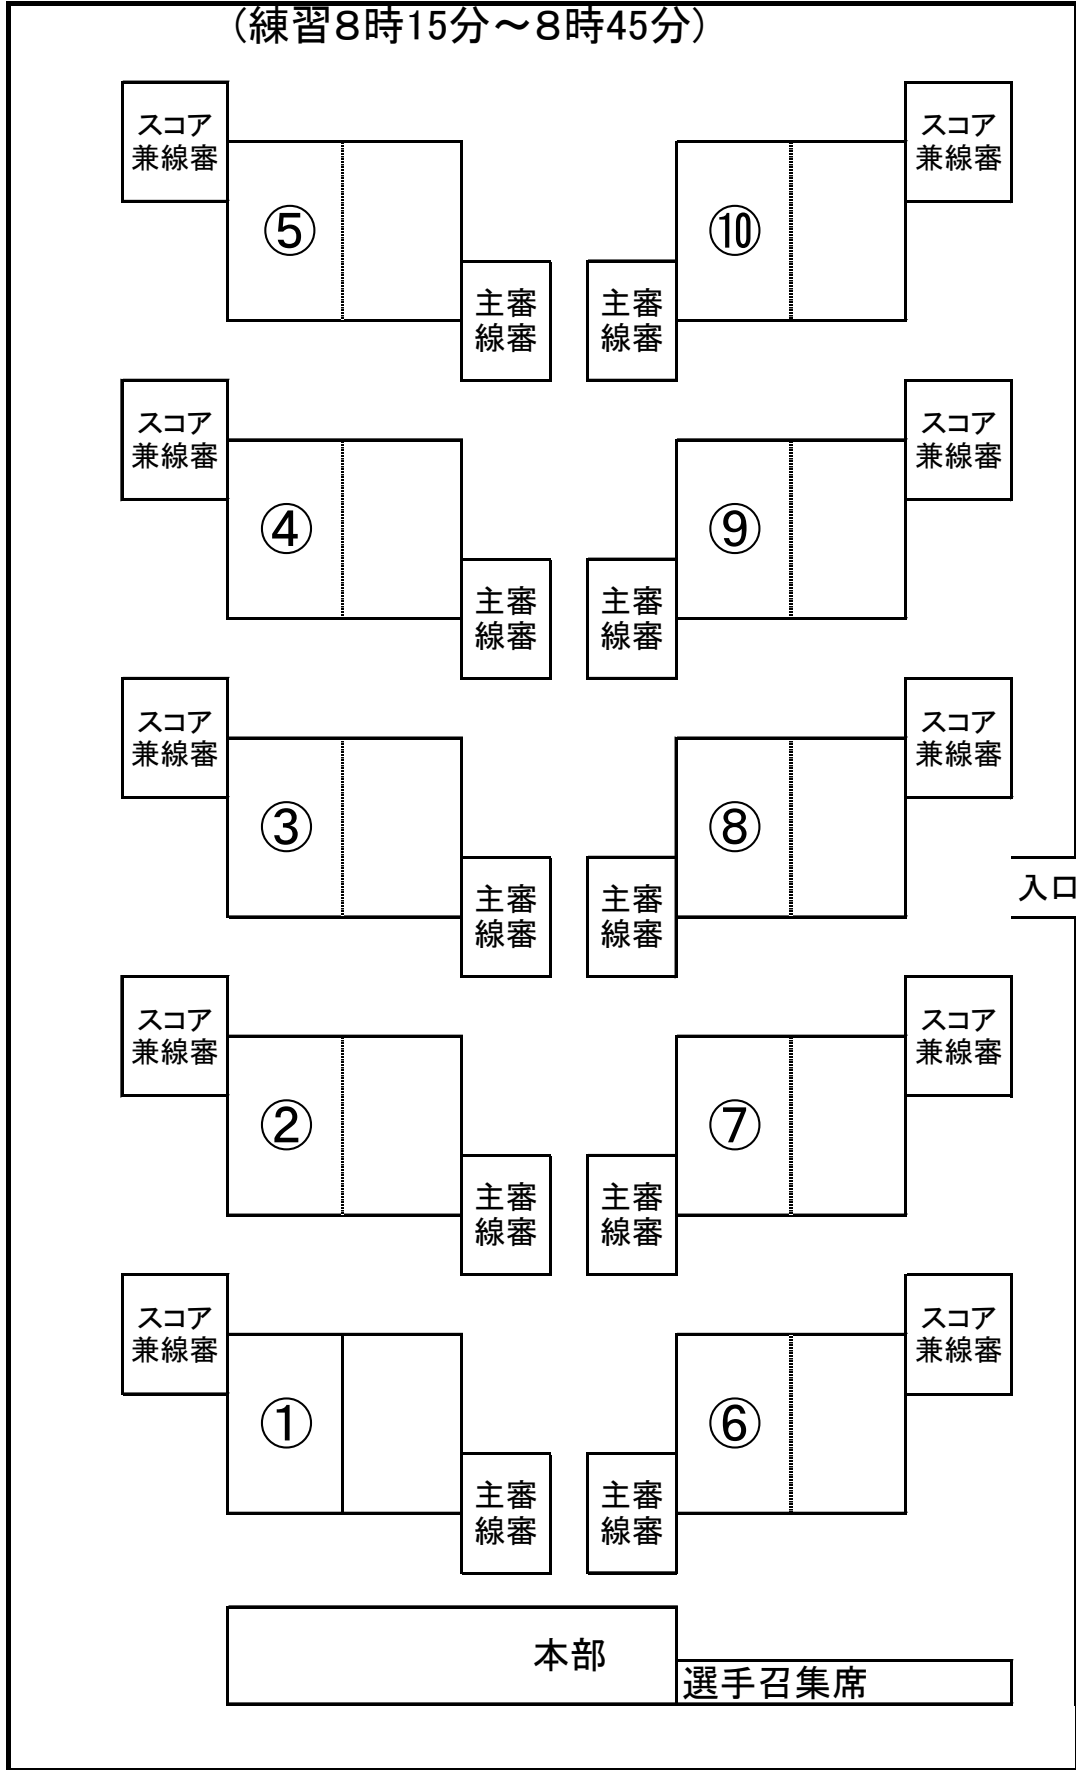 (練習８時15分～８時45分)
スコア
兼線審
スコア
兼線審
⑤
⑩
主審
線審
主審
線審
スコア
兼線審
スコア
兼線審
④
⑨
主審
線審
主審
線審
スコア
兼線審
スコア
兼線審
③
⑧
主審
線審
主審
線審
入口
スコア
兼線審
スコア
兼線審
②
⑦
主審
線審
主審
線審
スコア
兼線審
スコア
兼線審
①
⑥
主審
線審
主審
線審
本部
選手召集席